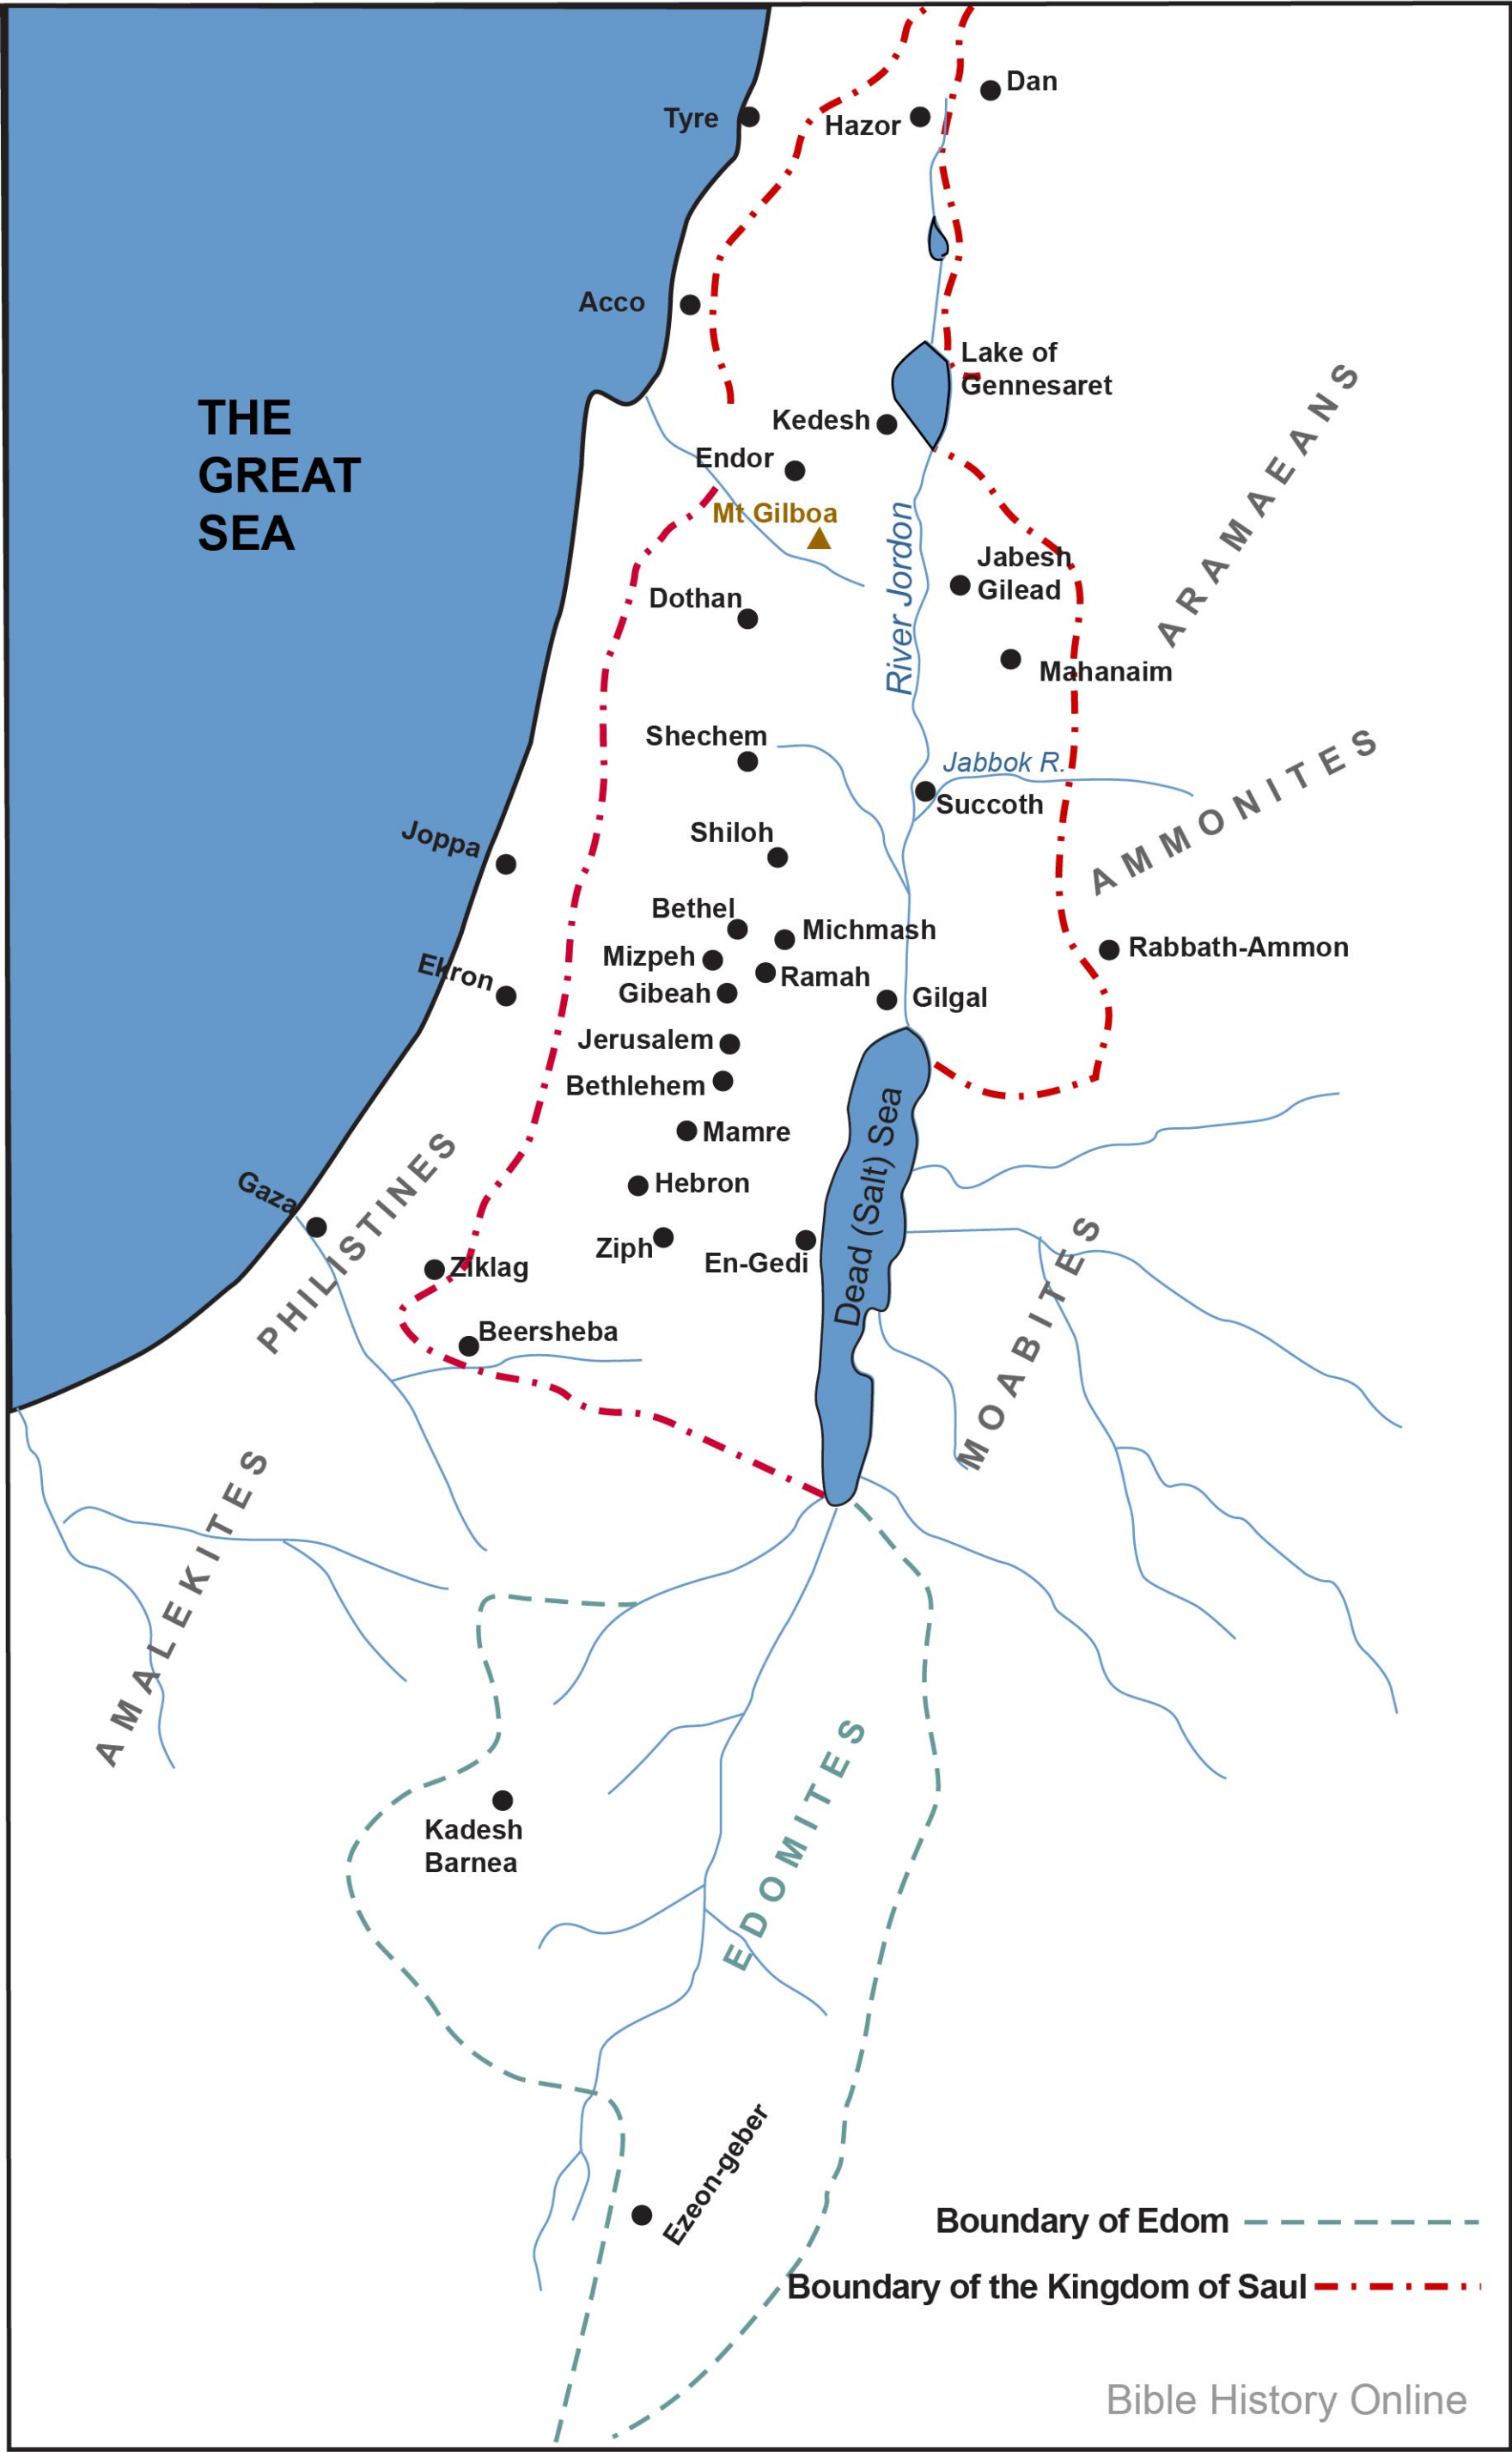 Dan
Tyre
Hazor
Acco
Lake of
Gennesaret
THE
GREAT
SEA
Kedesh
Endor
Mt Gilboa
ARAMAEANS
River Jordon
Jabesh
Gilead
Dothan
Mahanaim
Shechem
Jabbok R.
Succoth
AMMONITES
Joppa
Shiloh
Bethel
Michmash
Rabbath-Ammon
Mizpeh
Ramah
Ekron
Gibeah
Gilgal
Jerusalem
Bethlehem
Mamre
Dead (Salt) Sea
PHILISTINES
Hebron
Gaza
Ziph
En-Gedi
Ziklag
MOABITES
Beersheba
AMALEKITES
EDOMITES
Kadesh
Barnea
Ezeon-geber
Boundary of Edom
Boundary of the Kingdom of Saul
Bible History Online